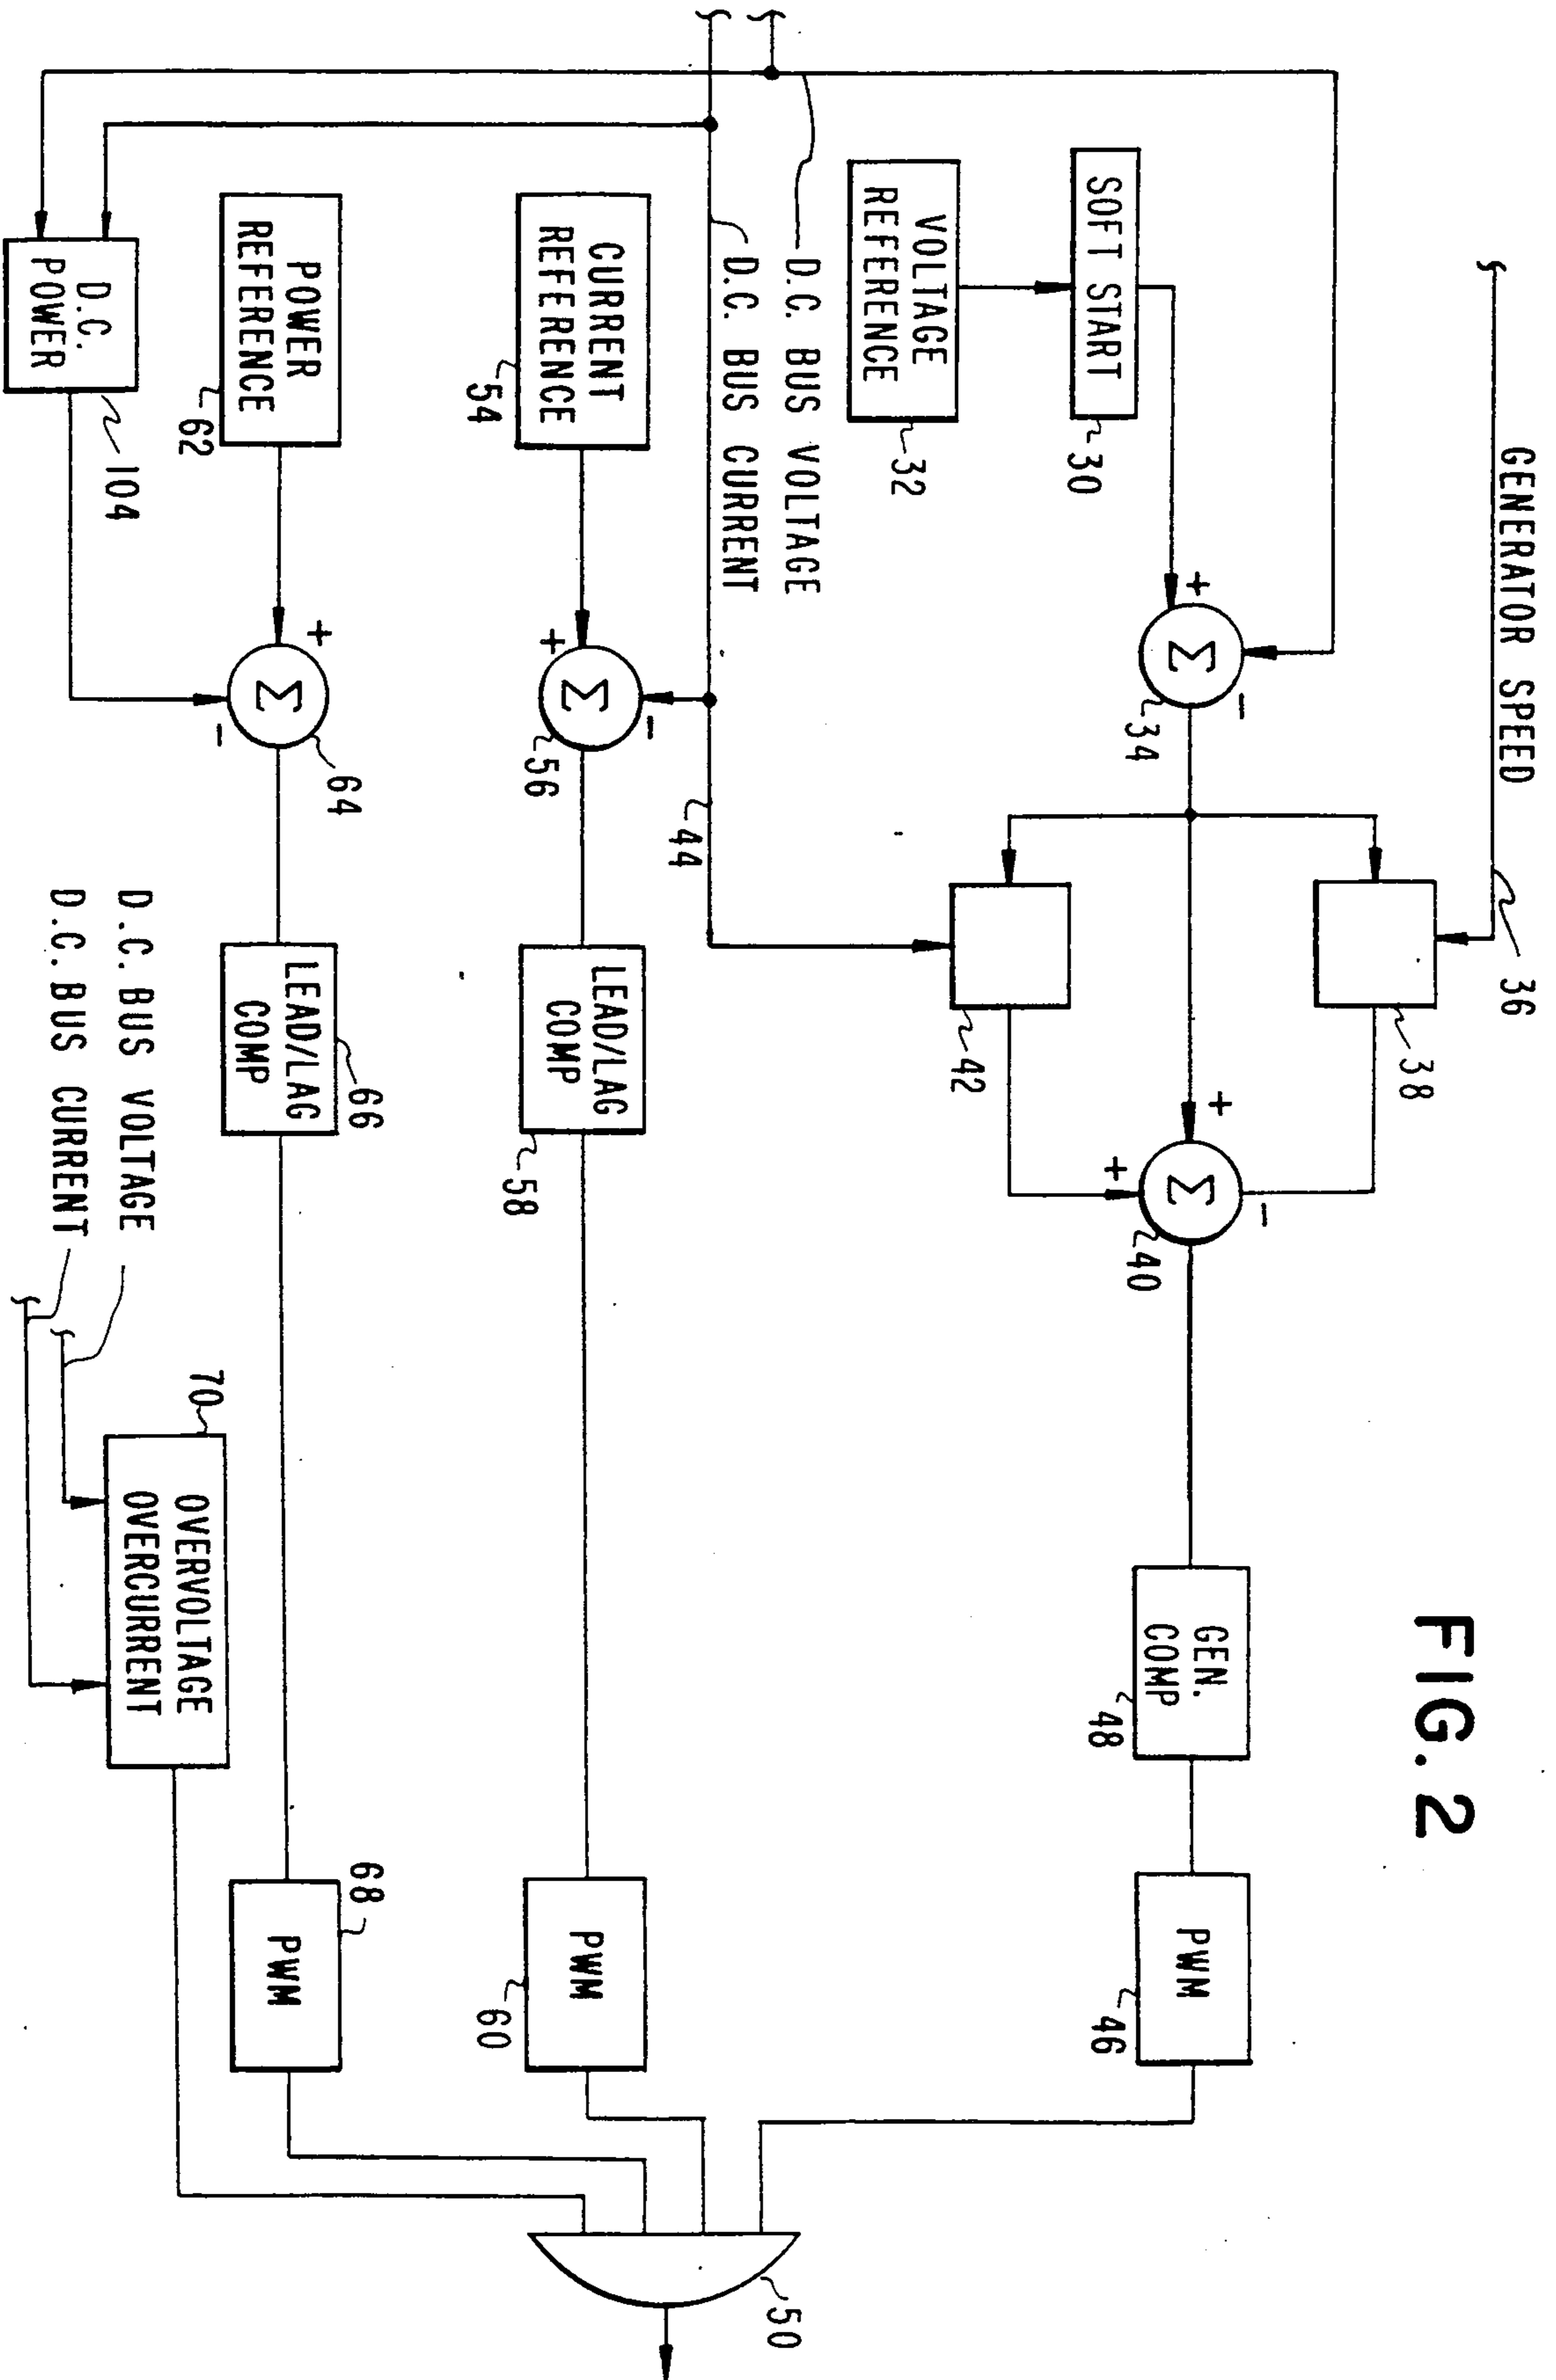 FIG. 2
GENERATOR SPEED
36
38
SOFT START
30
+
Σ
-
34
+
+
Σ
-
40
GEN.
COMP
48
PWM
46
VOLTAGE
REFERENCE
32
42
D.C. BUS VOLTAGE
D.C. BUS CURRENT
44
50
CURRENT
REFERENCE
54
+
Σ
-
56
LEAD/LAG
COMP
58
PWM
60
POWER
REFERENCE
62
+
Σ
-
64
LEAD/LAG
COMP
66
PWM
68
D.C.
POWER
104
D.C. BUS VOLTAGE
D.C. BUS CURRENT
70
OVERVOLTAGE
OVERCURRENT